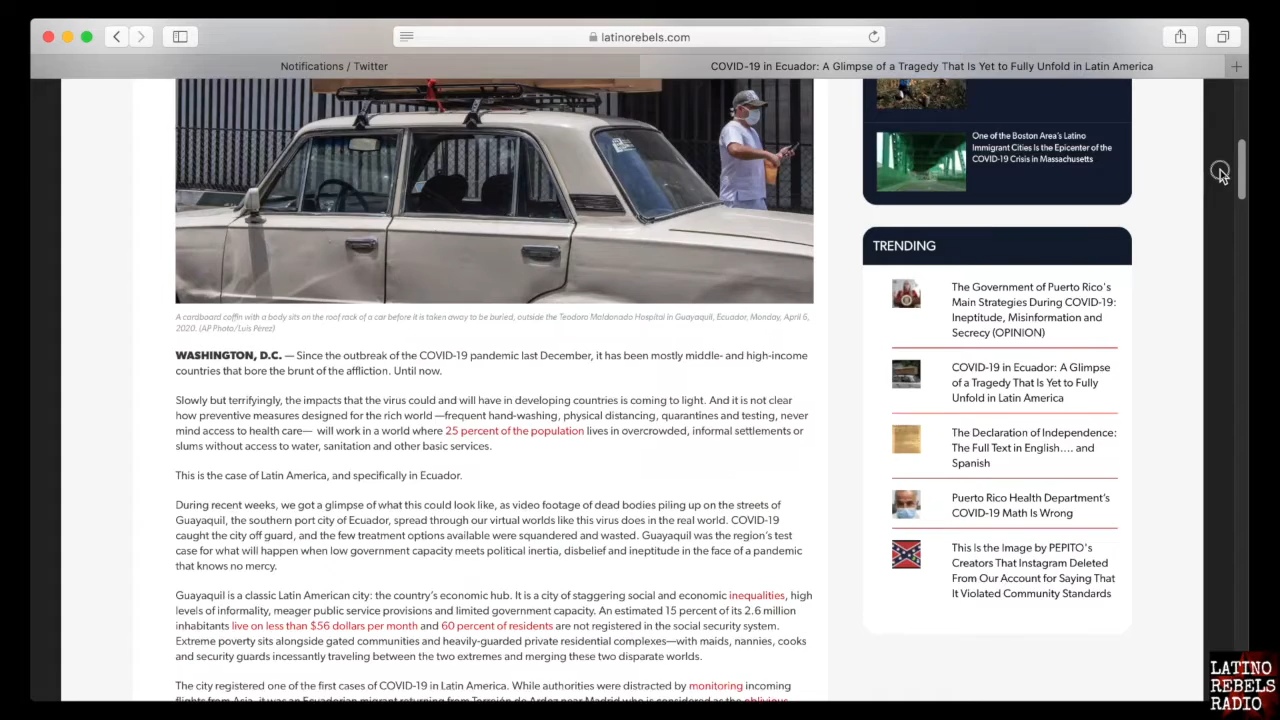 latinorebels.com
Notifications / Twitter
COVID-19 in Ecuador: A Glimpse of a Tragedy That Is Yet to Fully Unfold in Latin America
One of the Boston Area's Latino
Immigrant Cities Is the Epicenter of the
COVID-19 Crisis in Massachusetts
A cardboard coffin with a body sits on the roof rack of a car before it is taken away to be buried, outside the Teodoro Maldonado Hospital in Guayaquil, Ecuador, Monday, April 6,
2020. (AP Photo/Luis Pérez)
WASHINGTON, D.C. — Since the outbreak of the COVID-19 pandemic last December, it has been mostly middle- and high-income
countries that bore the brunt of the affliction. Until now.
Slowly but terrifyingly, the impacts that the virus could and will have in developing countries is coming to light. And it is not clear
how preventive measures designed for the rich world —frequent hand-washing, physical distancing, quarantines and testing, never
mind access to health care— will work in a world where 25 percent of the population lives in overcrowded, informal settlements or
slums without access to water, sanitation and other basic services.
This is the case of Latin America, and specifically in Ecuador.
During recent weeks, we got a glimpse of what this could look like, as video footage of dead bodies piling up on the streets of
Guayaquil, the southern port city of Ecuador, spread through our virtual worlds like this virus does in the real world. COVID-19
caught the city off guard, and the few treatment options available were squandered and wasted. Guayaquil was the region's test
case for what will happen when low government capacity meets political inertia, disbelief and ineptitude in the face of a pandemic
that knows no mercy.
Guayaquil is a classic Latin American city: the country's economic hub. It is a city of staggering social and economic inequalities, high
levels of informality, meager public service provisions and limited government capacity. An estimated 15 percent of its 2.6 million
inhabitants live on less than $56 dollars per month and 60 percent of residents are not registered in the social security system.
Extreme poverty sits alongside gated communities and heavily-guarded private residential complexes—with maids, nannies, cooks
and security guards incessantly traveling between the two extremes and merging these two disparate worlds.
The city registered one of the first cases of COVID-19 in Latin America. While authorities were distracted by monitoring incoming
flights from Asia, it was an Ecuadorian migrant returning from Torrejón de Ardoz near Madrid who is considered as the oblivious
TRENDING
The Government of Puerto Rico's
Main Strategies During COVID-19:
Ineptitude, Misinformation and
Secrecy (OPINION)
COVID-19 in Ecuador: A Glimpse
of a Tragedy That Is Yet to Fully
Unfold in Latin America
The Declaration of Independence:
The Full Text in English.... and
Spanish
Puerto Rico Health Department's
COVID-19 Math Is Wrong
This Is the Image by PEPITO's
Creators That Instagram Deleted
From Our Account for Saying That
It Violated Community Standards
LATINO
REBELS
RADIO